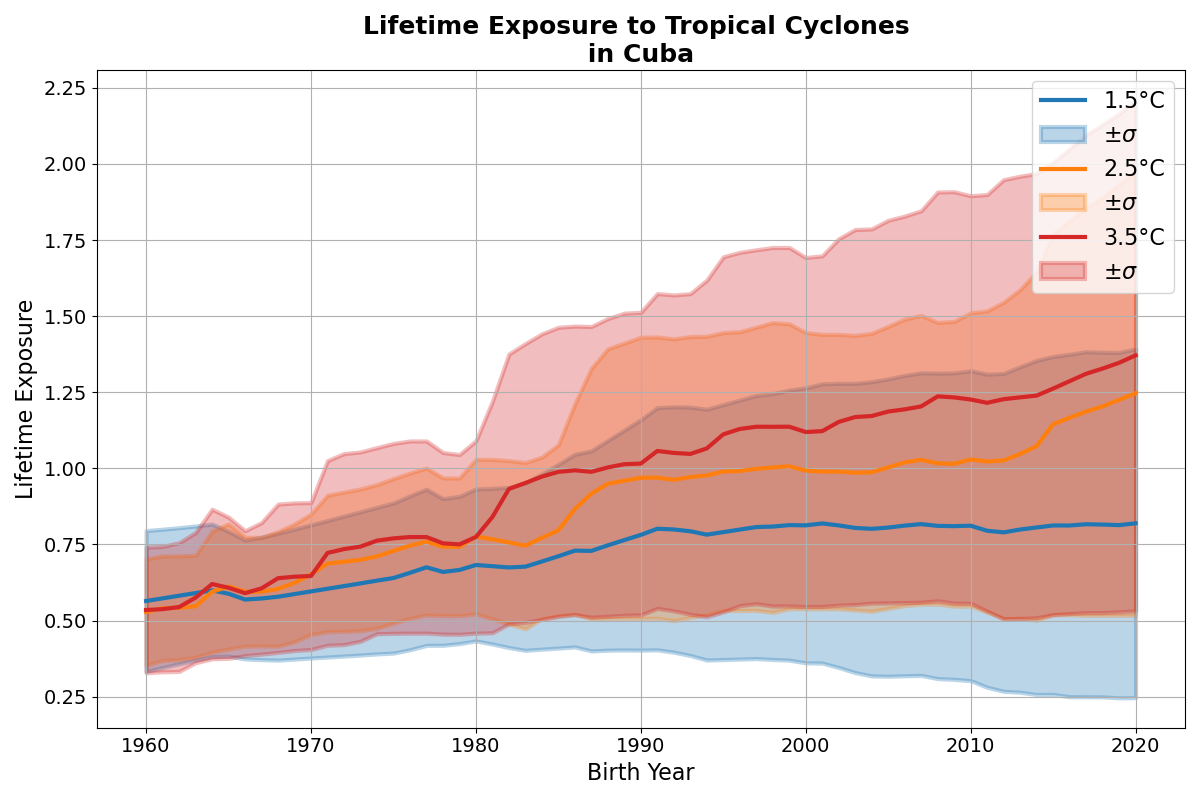 Lifetime Exposure to Tropical Cyclones
in Cuba
2.25
2.00
1.75
1.50
1.25
1.00
0.75
0.50
0.25
Lifetime Exposure
1.5°C
±σ
2.5°C
±σ
3.5°C
±σ
1960
1970
1980
1990
2000
2010
2020
Birth Year